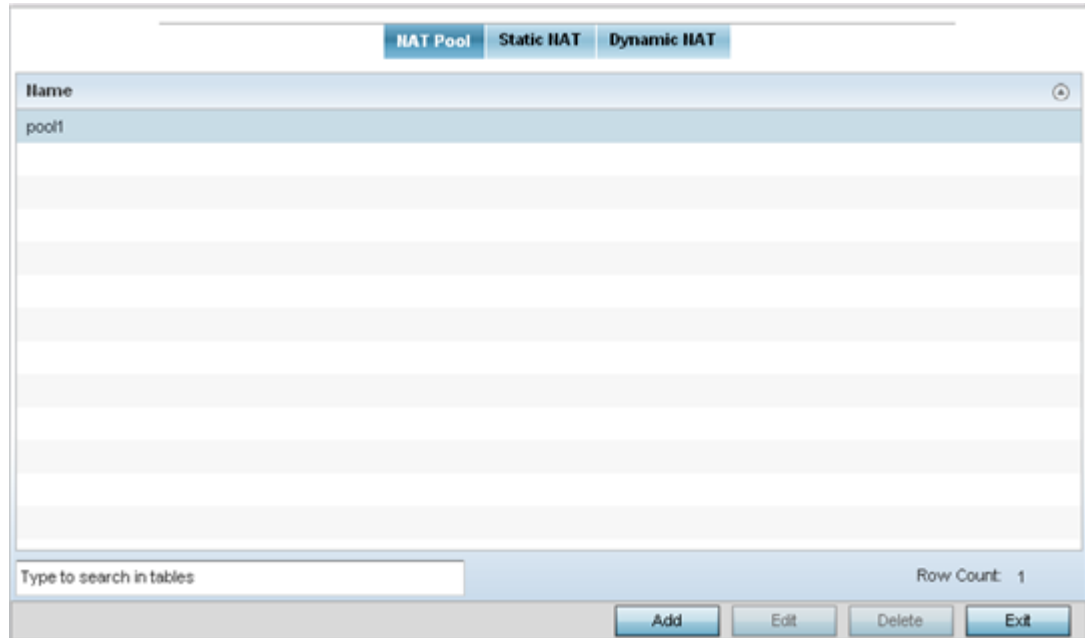 NAT Pool Static NAT Dynamic NAT
Name
pool1
Type to search in tables Row Count: 1
Add Edit Delete Exit